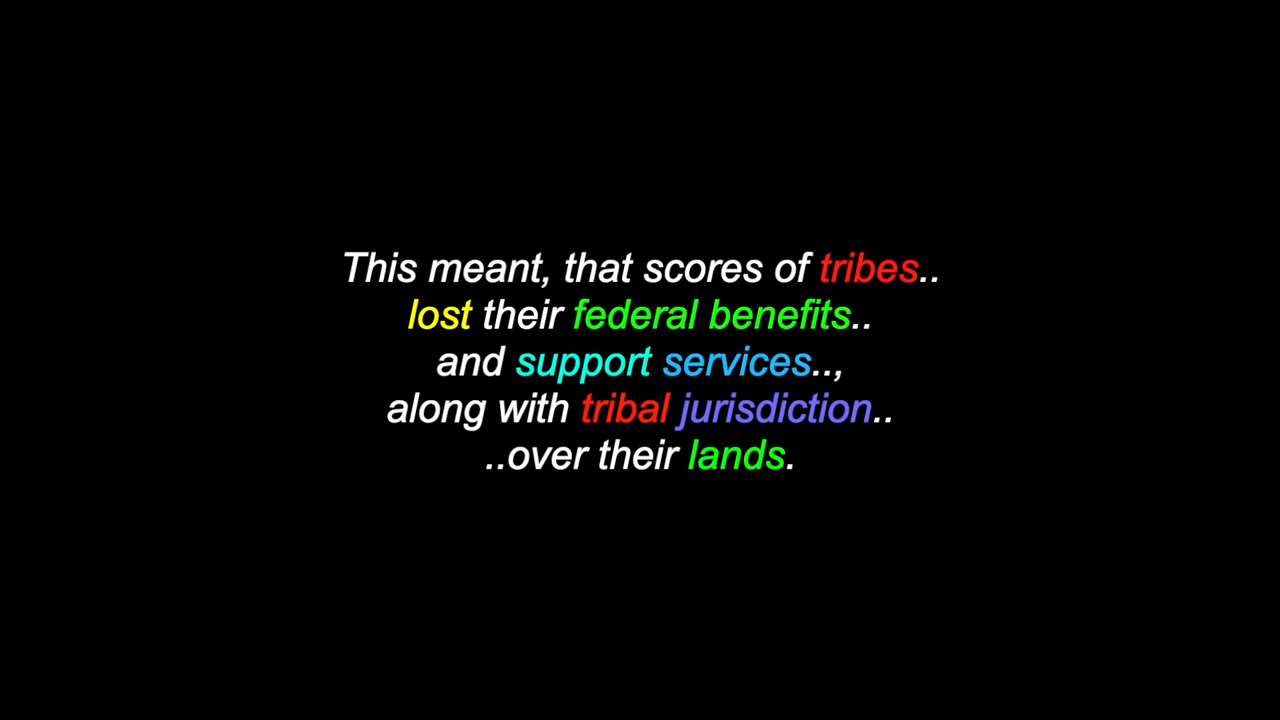 This meant, that scores of tribes..
lost their federal benefits..
and support services..,
along with tribal jurisdiction..
..over their lands.